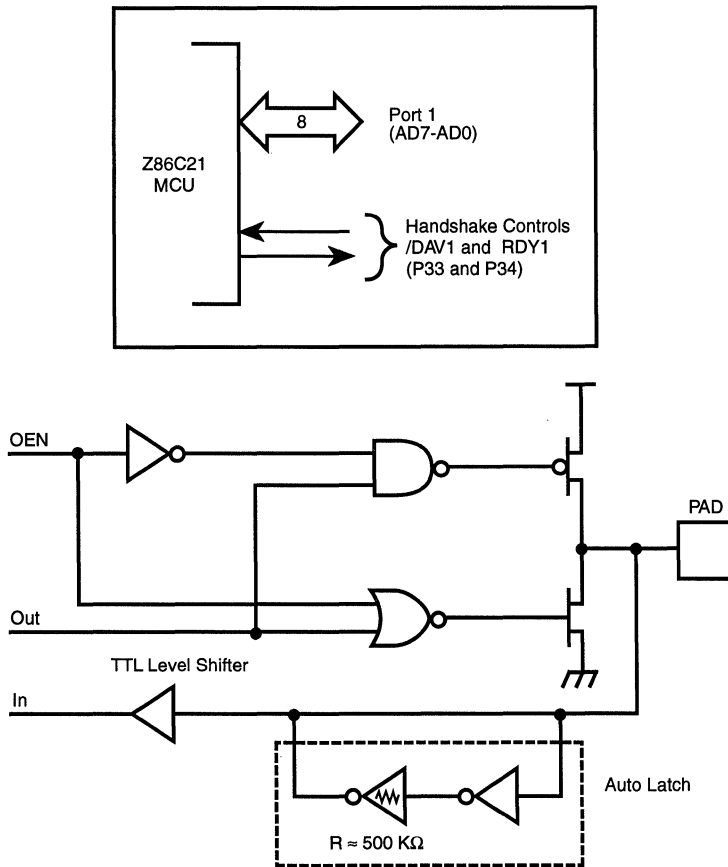 Z86C21
MCU
8
Port 1
(AD7-AD0)
Handshake Controls
/DAV1 and RDY1
(P33 and P34)
OEN
PAD
Out
TTL Level Shifter
In
Auto Latch
R ≈ 500 KΩ